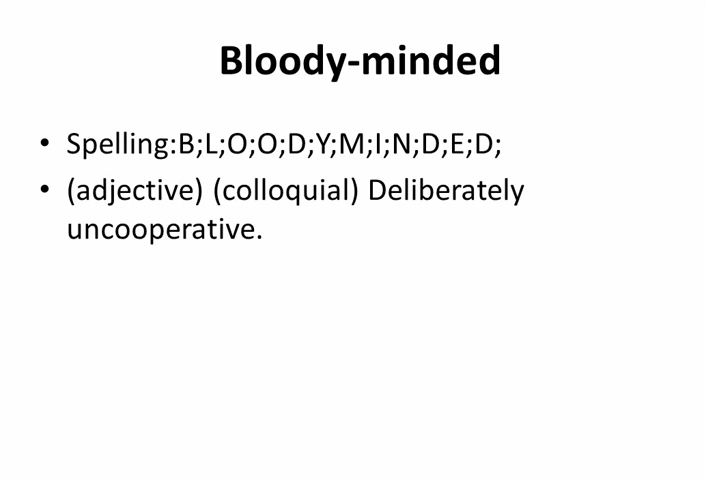 Bloody-minded
• Spelling:B;L;O;O;D;Y;M;I;N;D;E;D;
• (adjective) (colloquial) Deliberately
uncooperative.